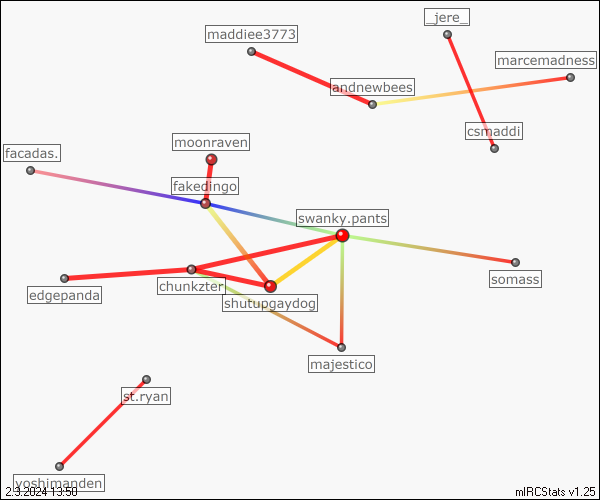 _jere_
maddiee3773
marcemadness
andnewbees
csmaddi
moonraven
facadas.
fakedingo
swanky.pants
somass
chunkzter
edgepanda
shutupgaydog
majestico
st.ryan
yoshimanden
2.3.2024 13:50
mIRCStats v1.25